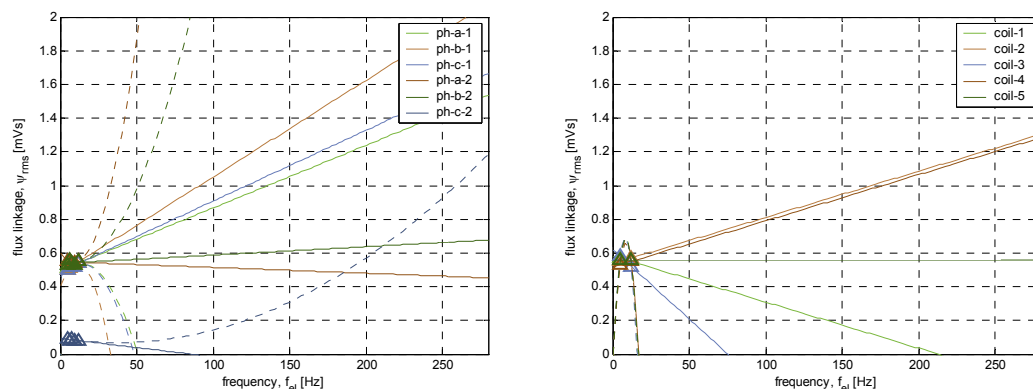 2
1.8
1.6
1.4
1.2
1
0.8
0.6
0.4
0.2
0
flux linkage, ψrms [mVs]
0 50 100 150 200 250
frequency, fel [Hz]
ph-a-1
ph-b-1
ph-c-1
ph-a-2
ph-b-2
ph-c-2
2
1.8
1.6
1.4
1.2
1
0.8
0.6
0.4
0.2
0
flux linkage, ψrms [mVs]
0 50 100 150 200 250
frequency, fel [Hz]
coil-1
coil-2
coil-3
coil-4
coil-5